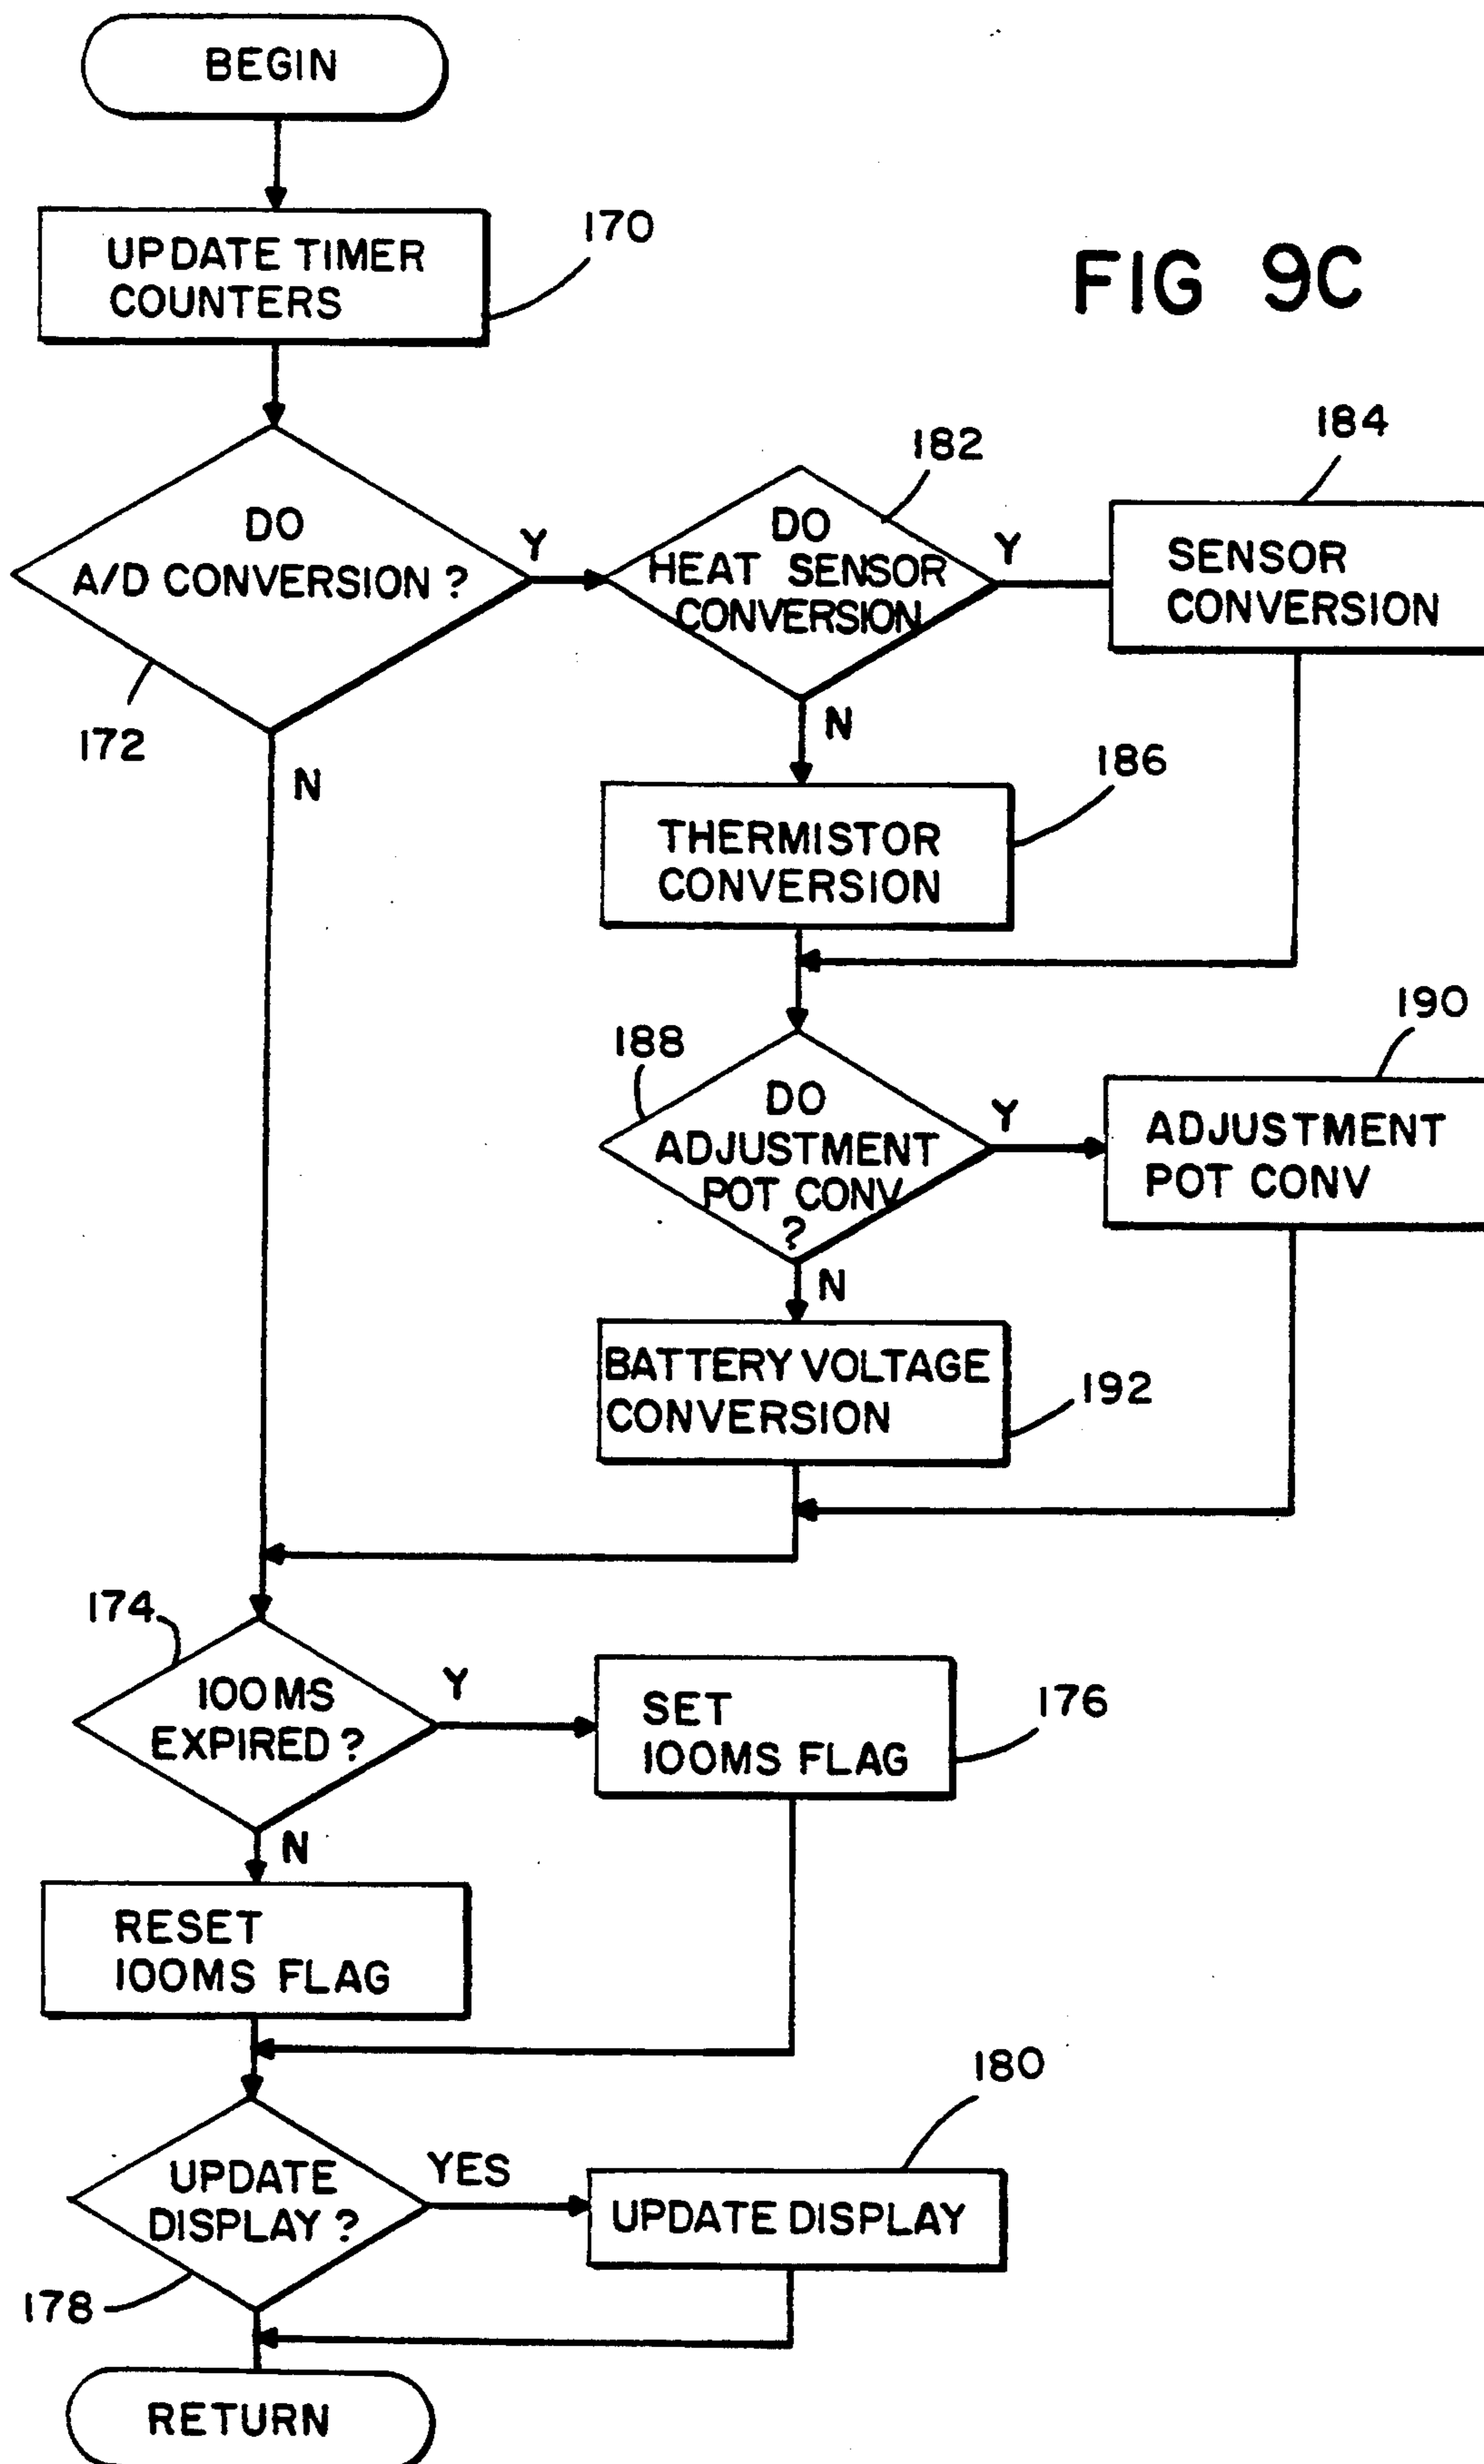 BEGIN
UPDATE TIMER
COUNTERS
170
FIG 9C
DO
A/D CONVERSION ?
172
Y
N
DO
HEAT SENSOR
CONVERSION
182
Y
N
SENSOR
CONVERSION
184
THERMISTOR
CONVERSION
186
DO
ADJUSTMENT
POT CONV
?
188
Y
N
ADJUSTMENT
POT CONV
190
BATTERY VOLTAGE
CONVERSION
192
100MS
EXPIRED ?
174
Y
N
SET
100MS FLAG
176
RESET
100MS FLAG
UPDATE
DISPLAY ?
178
YES
UPDATE DISPLAY
180
RETURN